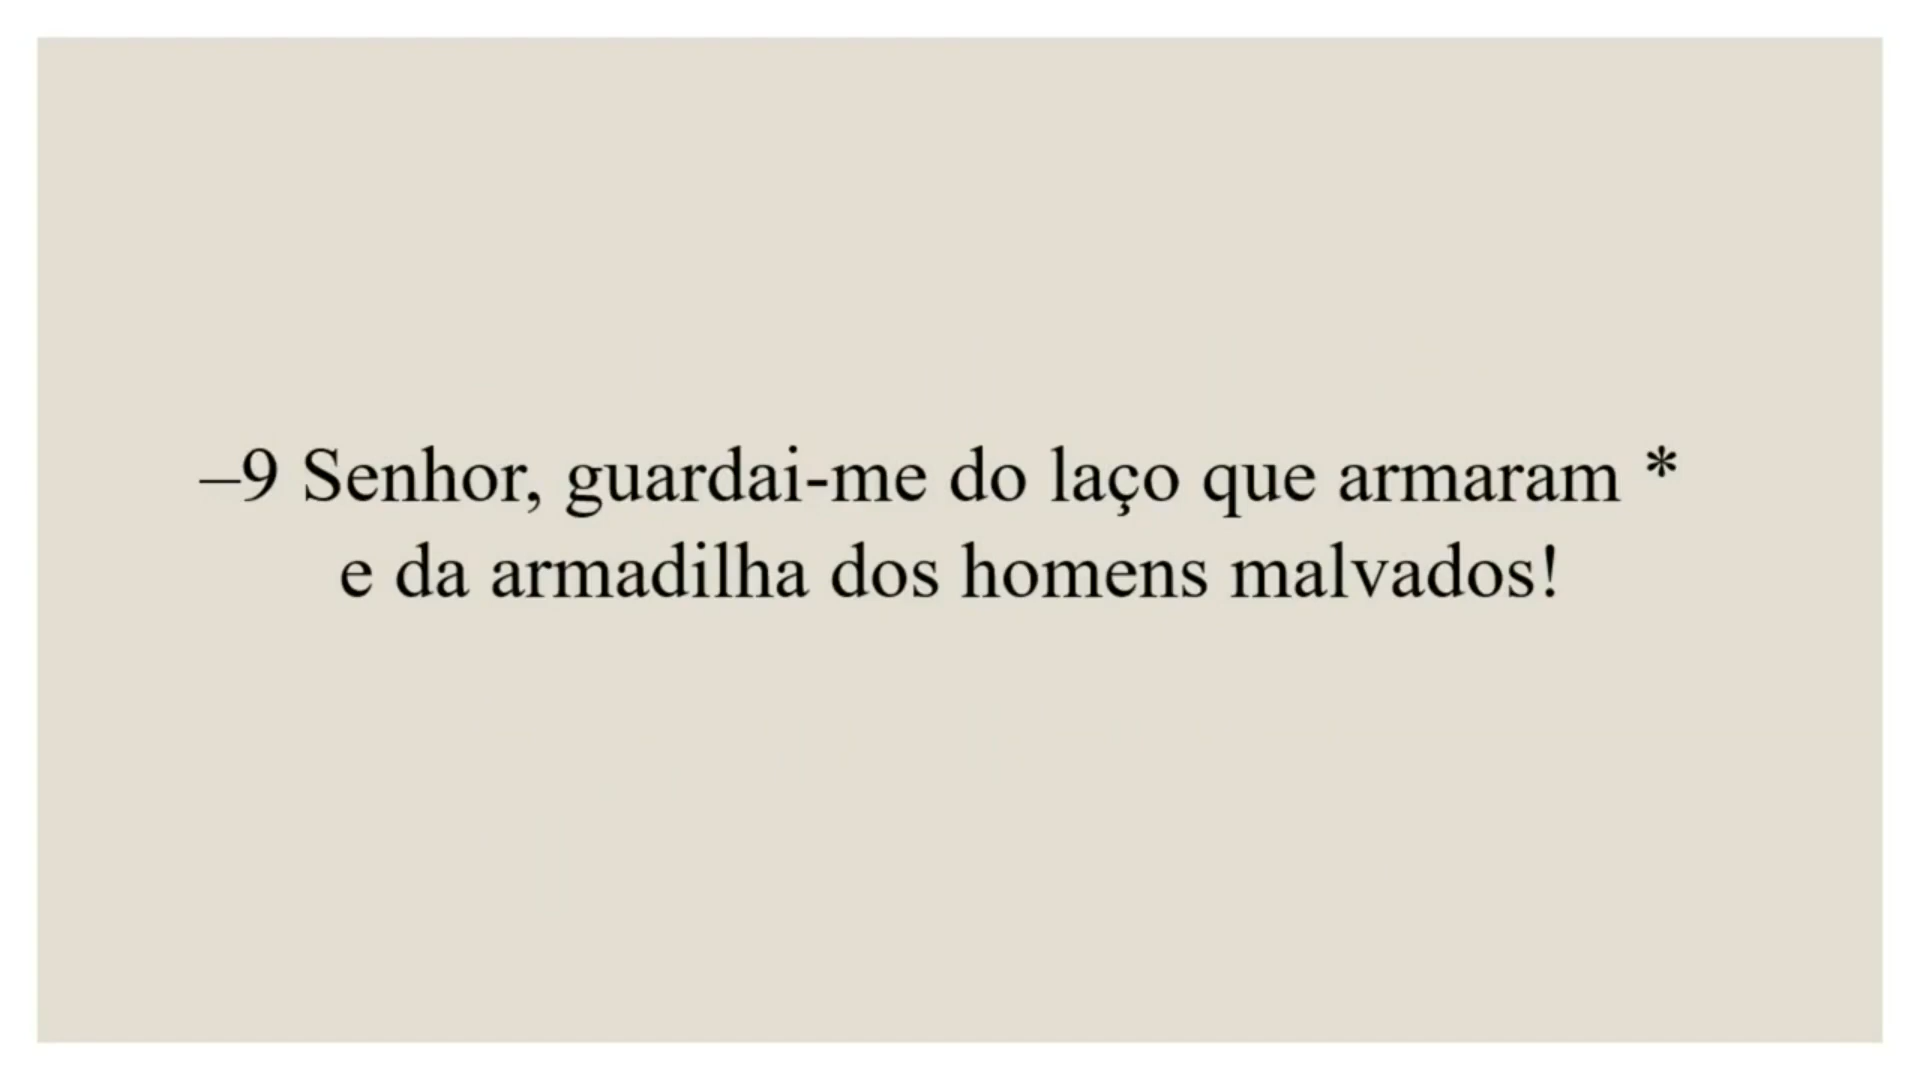 –9 Senhor, guardai-me do laço que armaram *
e da armadilha dos homens malvados!